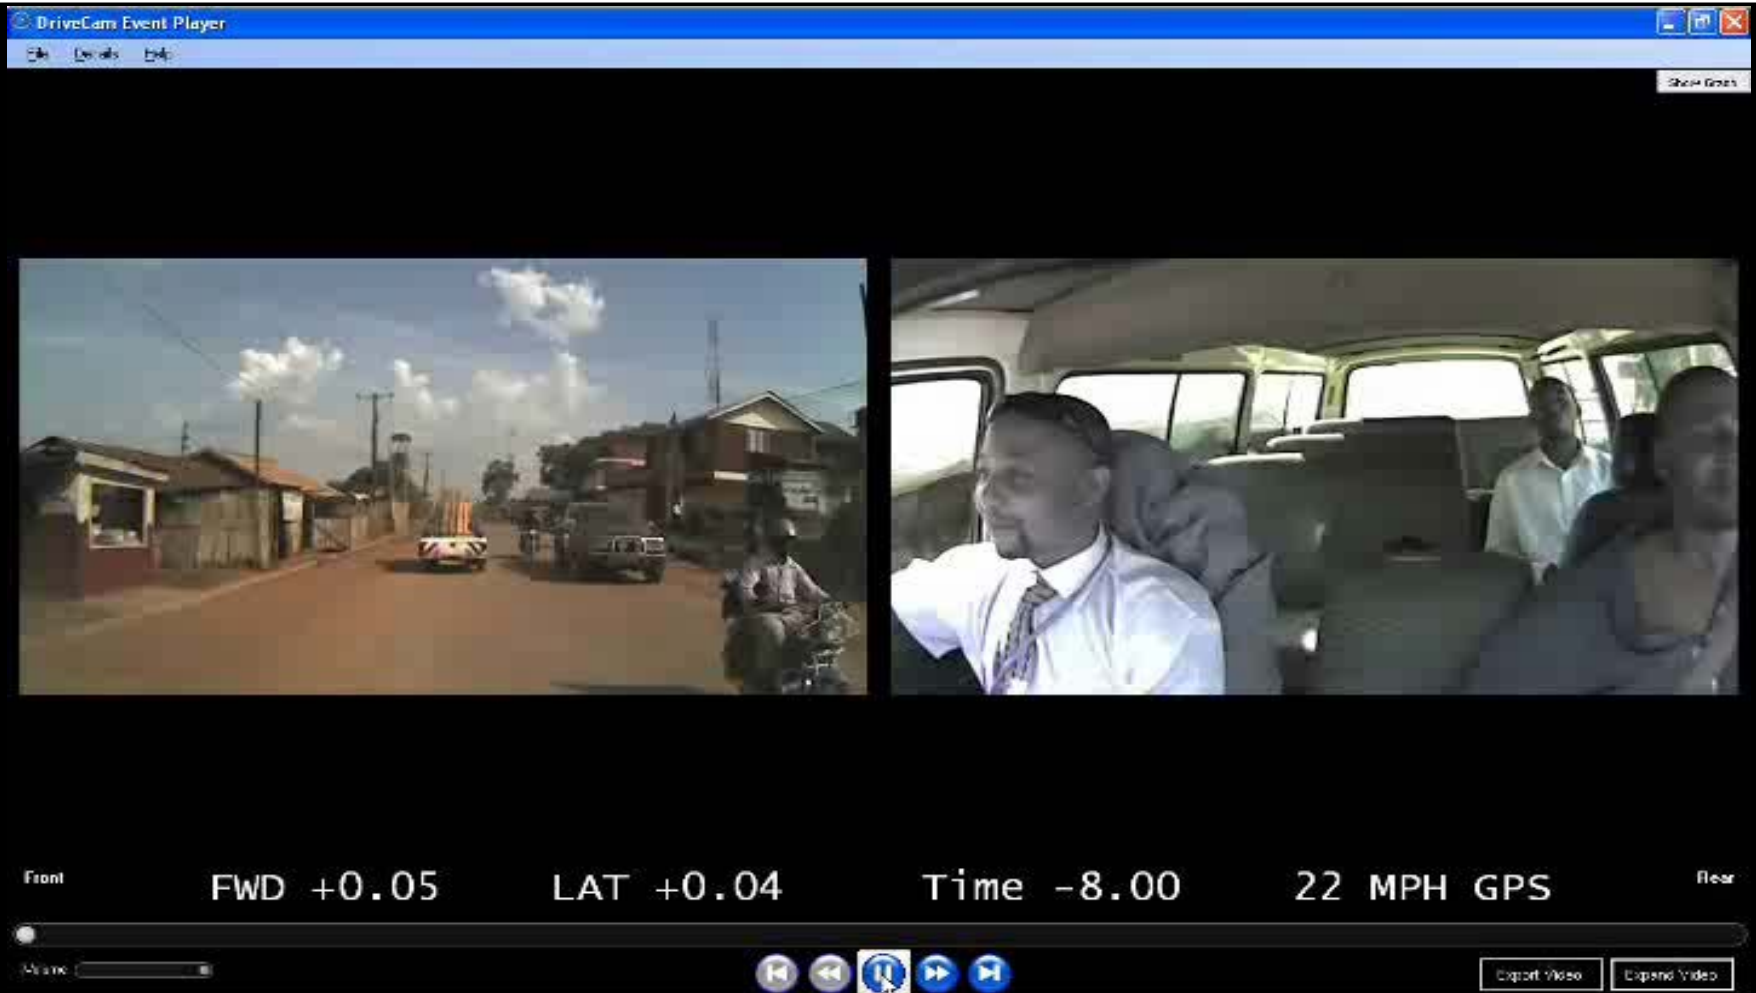 DriveCam Event Player
File Details Help
Show Graph
Front
FWD +0.05
LAT +0.04
Time -8.00
22 MPH GPS
Rear
Volume
Export Video
Expand Video